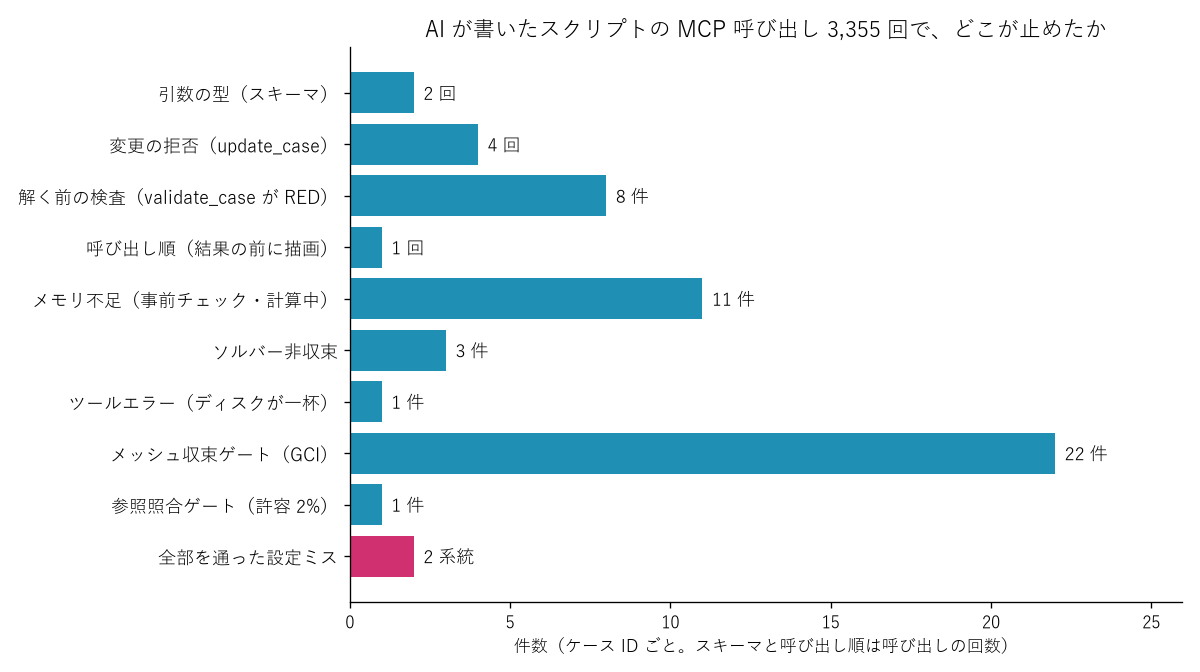 AI が書いたスクリプトの MCP 呼び出し 3,355 回で、どこが止めたか
引数の型（スキーマ） 2 回
変更の拒否（update_case） 4 回
解く前の検査（validate_case が RED） 8 件
呼び出し順（結果の前に描画） 1 回
メモリ不足（事前チェック・計算中） 11 件
ソルバー非収束 3 件
ツールエラー（ディスクが一杯） 1 件
メッシュ収束ゲート（GCI） 22 件
参照照合ゲート（許容 2%） 1 件
全部を通った設定ミス 2 系統
0 5 10 15 20 25
件数（ケース ID ごと。スキーマと呼び出し順は呼び出しの回数）